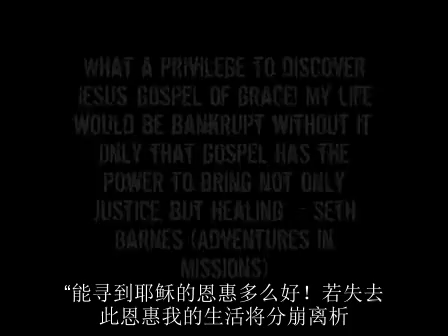 WHAT A PRIVILEGE TO DISCOVER
JESUS GOSPEL OF GRACE! MY LIFE
WOULD BE BANKRUPT WITHOUT IT
ONLY THAT GOSPEL HAS THE
POWER TO BRING NOT ONLY
JUSTICE, BUT HEALING - SETH
BARNES (ADVENTURES IN
MISSIONS)
“能寻到耶稣的恩惠多么好！若失去
此恩惠我的生活将分崩离析